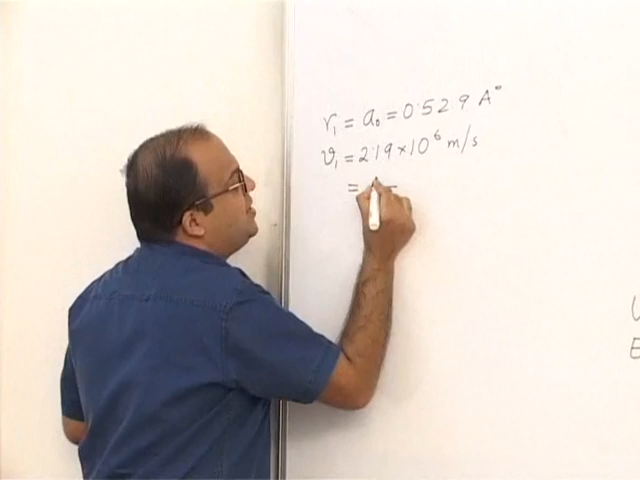 r₁ = a₀ = 0.529 A°
v₁ = 2.19 × 10⁶ m/s
=
E